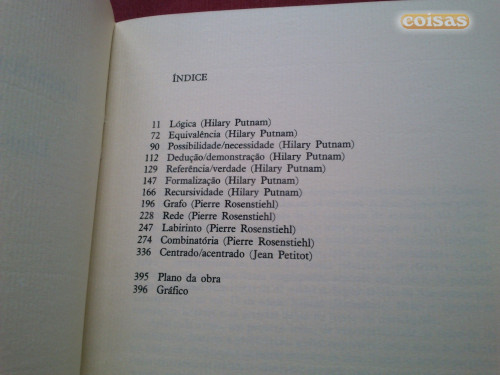 coisas
ÍNDICE
11 Lógica (Hilary Putnam)
72 Equivalência (Hilary Putnam)
90 Possibilidade/necessidade (Hilary Putnam)
112 Dedução/demonstração (Hilary Putnam)
129 Referência/verdade (Hilary Putnam)
147 Formalização (Hilary Putnam)
166 Recursividade (Hilary Putnam)
196 Grafo (Pierre Rosenstiehl)
228 Rede (Pierre Rosenstiehl)
247 Labirinto (Pierre Rosenstiehl)
274 Combinatória (Pierre Rosenstiehl)
336 Centrado/acentrado (Jean Petitot)
395 Plano da obra
396 Gráfico